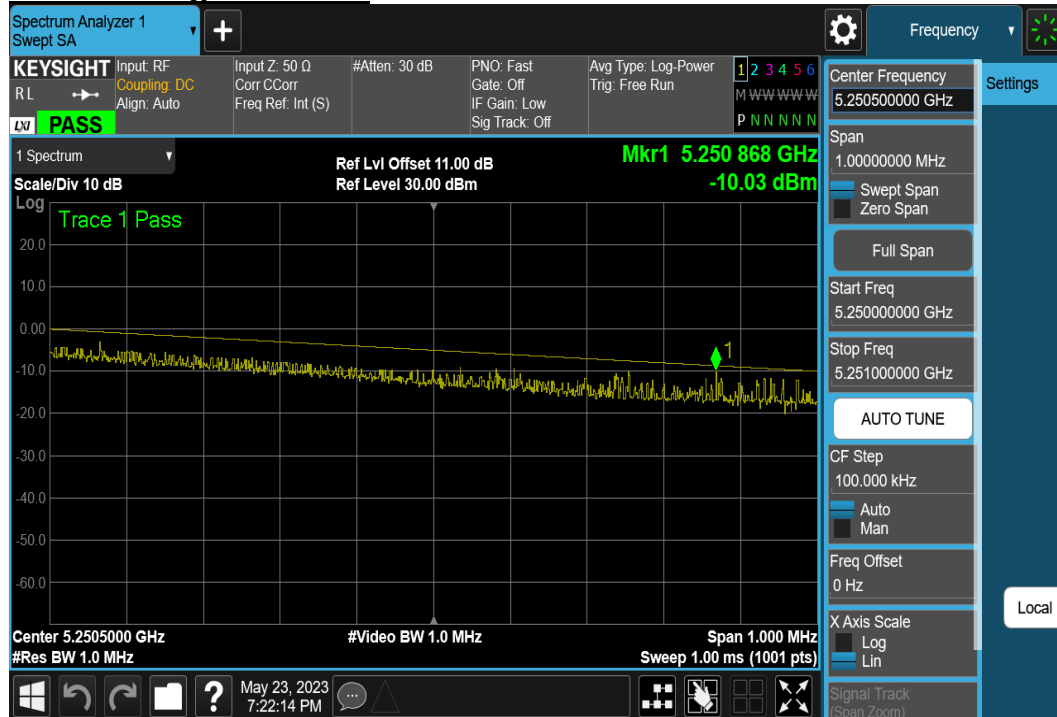 Spectrum Analyzer 1
Swept SA
+
Frequency
KEYSIGHT
RL
LXI PASS
Input: RF
Coupling: DC
Align: Auto
Input Z: 50 Ω
Corr CCorr
Freq Ref: Int (S)
#Atten: 30 dB
PNO: Fast
Gate: Off
IF Gain: Low
Sig Track: Off
Avg Type: Log-Power
Trig: Free Run
1 2 3 4 5 6
M W W W W W
P N N N N N
1 Spectrum
Scale/Div 10 dB
Ref Lvl Offset 11.00 dB
Ref Level 30.00 dBm
Mkr1 5.250 868 GHz
-10.03 dBm
Log
Trace 1 Pass
20.0
10.0
0.00
-10.0
-20.0
-30.0
-40.0
-50.0
-60.0
1
Center 5.2505000 GHz
#Res BW 1.0 MHz
#Video BW 1.0 MHz
Span 1.000 MHz
Sweep 1.00 ms (1001 pts)
Center Frequency
5.250500000 GHz
Span
1.00000000 MHz
Swept Span
Zero Span
Full Span
Start Freq
5.250000000 GHz
Stop Freq
5.251000000 GHz
AUTO TUNE
CF Step
100.000 kHz
Auto
Man
Freq Offset
0 Hz
X Axis Scale
Log
Lin
Signal Track
(Span Zoom)
Settings
Local
?
May 23, 2023
7:22:14 PM